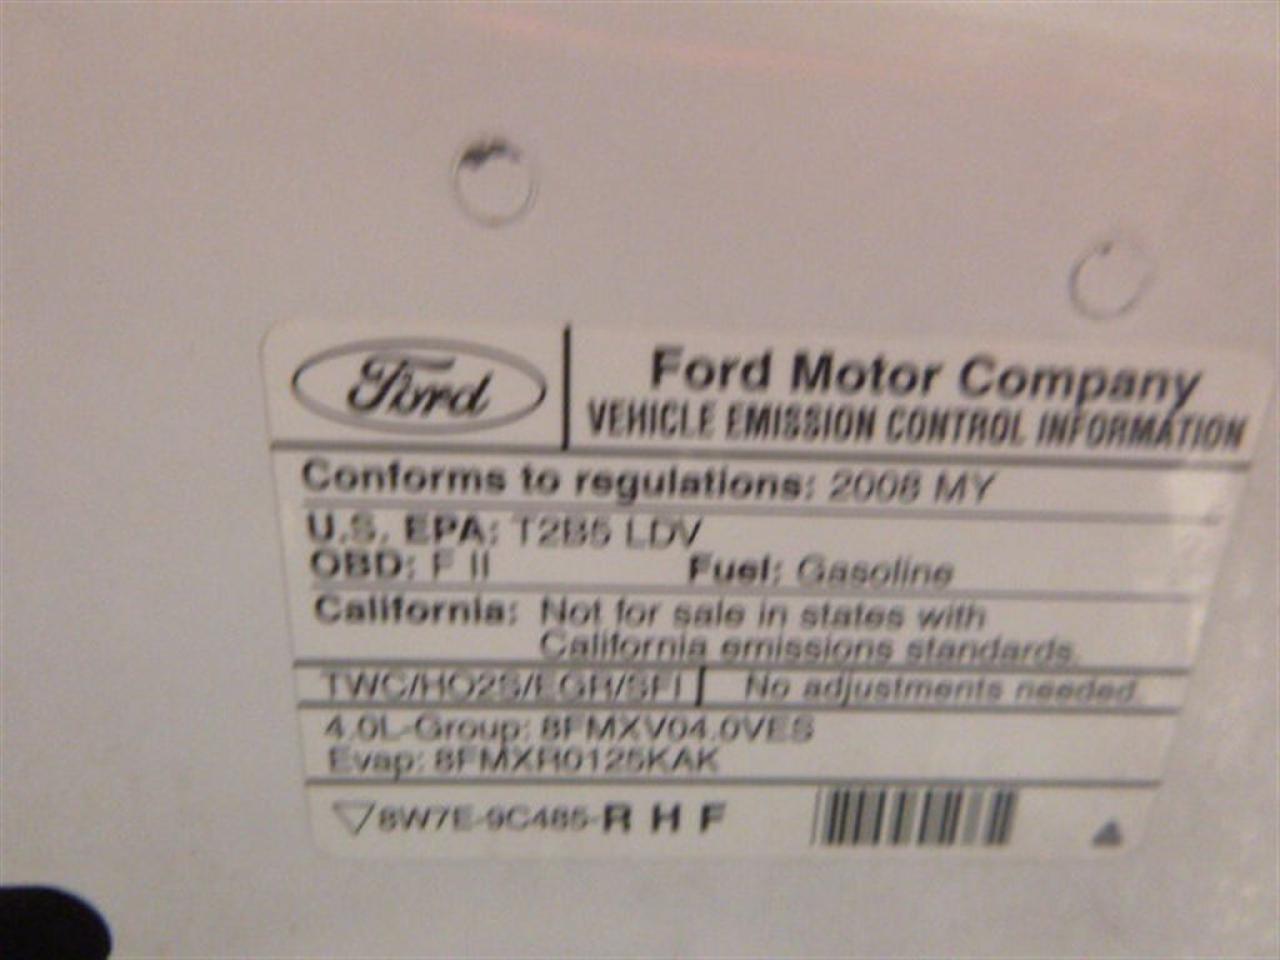 Ford
Ford Motor Company
VEHICLE EMISSION CONTROL INFORMATION
Conforms to regulations: 2008 MY
U.S. EPA: T2B5 LDV
OBD: F II Fuel: Gasoline
California: Not for sale in states with
California emissions standards.
TWC/HO2S/EGR/SFI No adjustments needed.
4.0L-Group: 8FMXV04.0VES
Evap: 8FMXR0125KAK
8W7E-9C485-R H F